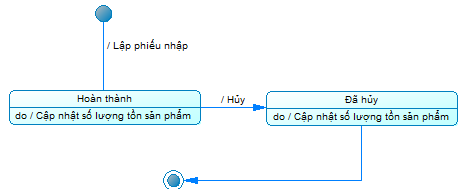 / Lập phiếu nhập
Hoàn thành
do / Cập nhật số lượng tồn sản phẩm
/ Hủy
Đã hủy
do / Cập nhật số lượng tồn sản phẩm